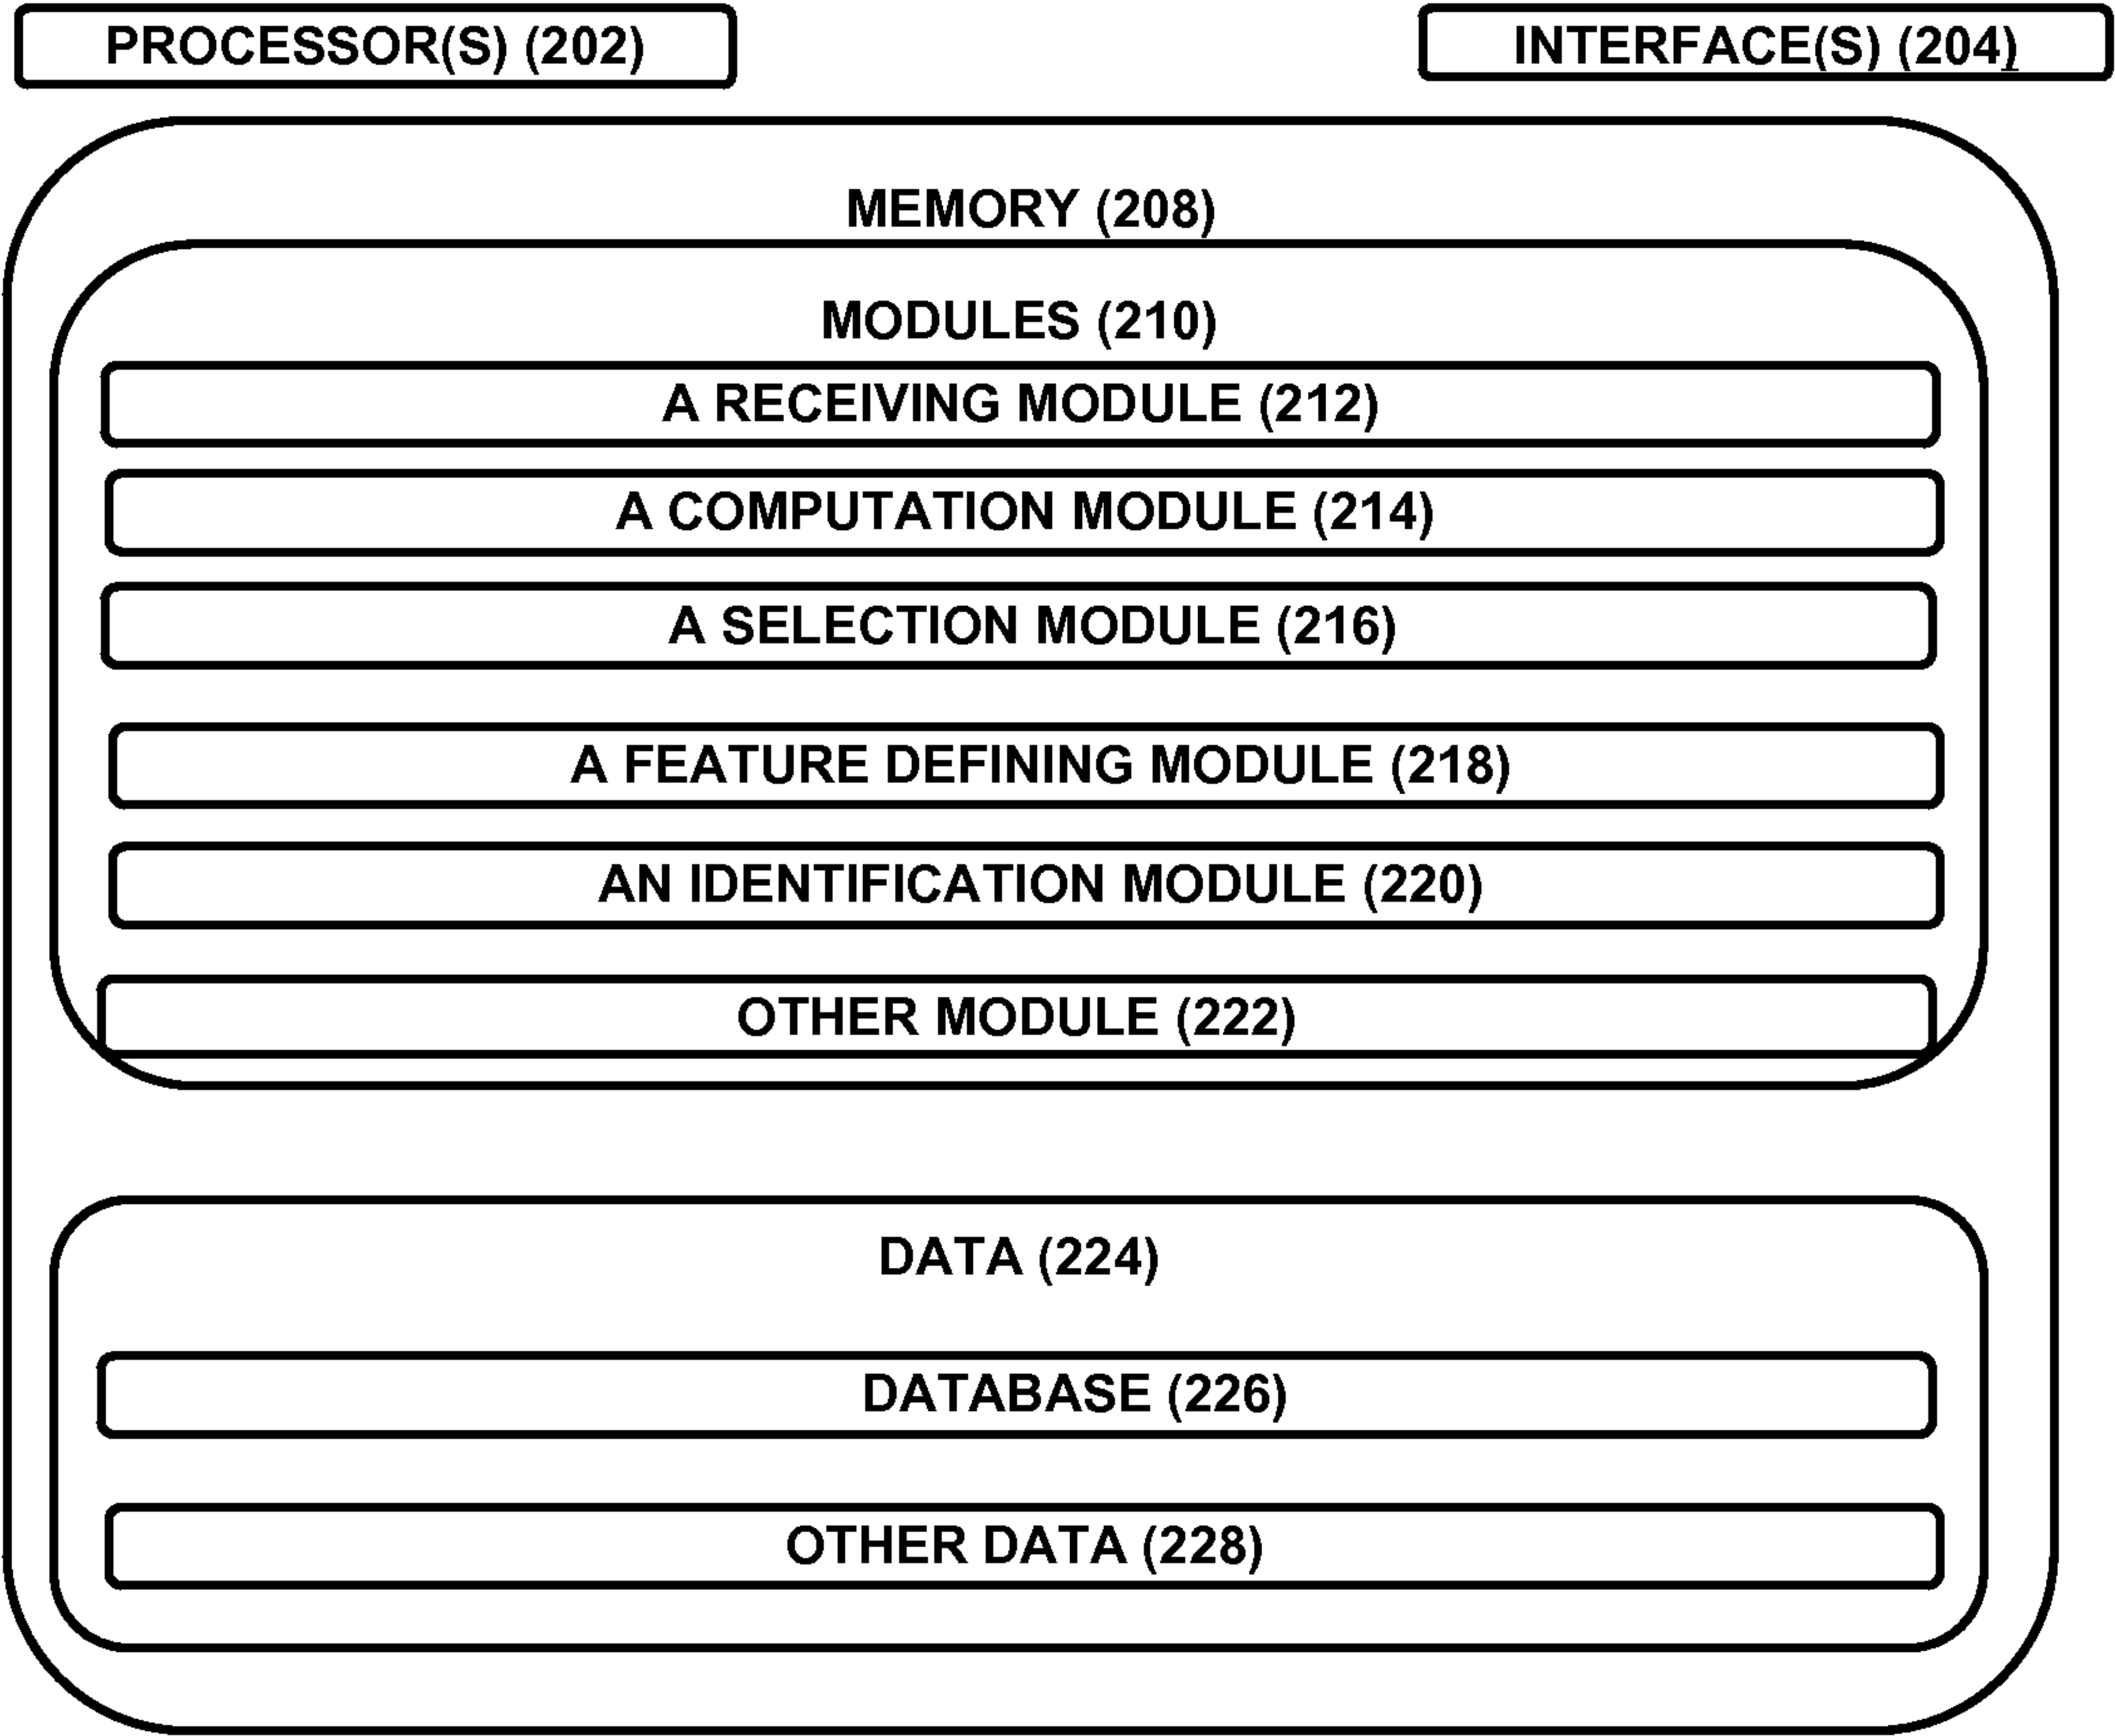 PROCESSOR(S) (202)
INTERFACE(S) (204)
MEMORY (208)
MODULES (210)
A RECEIVING MODULE (212)
A COMPUTATION MODULE (214)
A SELECTION MODULE (216)
A FEATURE DEFINING MODULE (218)
AN IDENTIFICATION MODULE (220)
OTHER MODULE (222)
DATA (224)
DATABASE (226)
OTHER DATA (228)